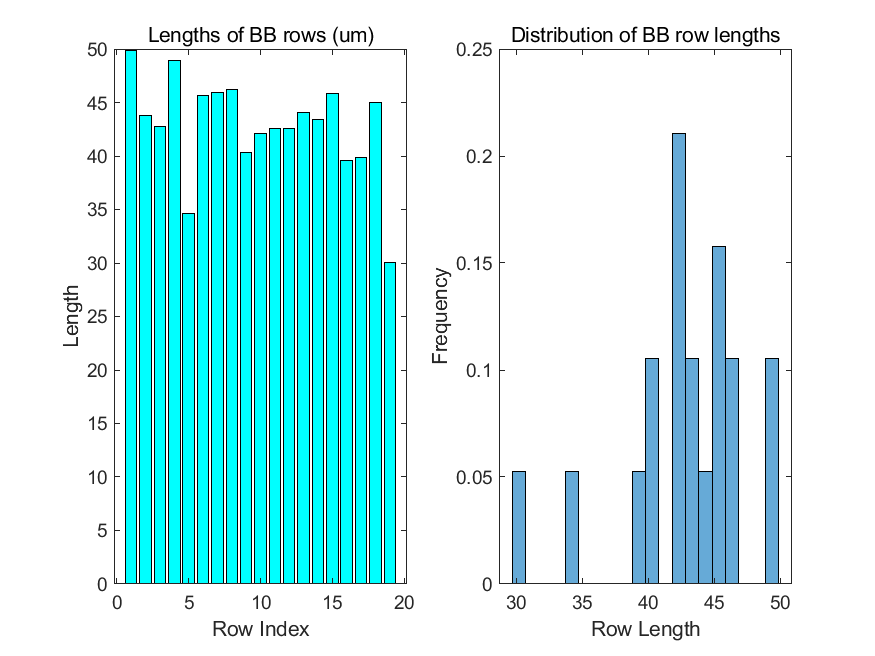 Lengths of BB rows (um)
50
45
40
35
30
25
20
15
10
5
0
Length
0 5 10 15 20
Row Index
Distribution of BB row lengths
0.25
0.2
0.15
0.1
0.05
0
Frequency
30 35 40 45 50
Row Length